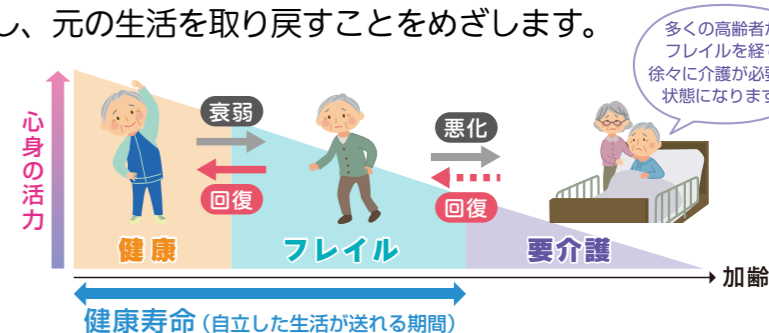 し、元の生活を取り戻すことをめざします。
多くの高齢者が
フレイルを経て
徐々に介護が必要
状態になります
心身の活力
衰弱
回復
悪化
回復
健康
フレイル
要介護
加齢
健康寿命(自立した生活が送れる期間)